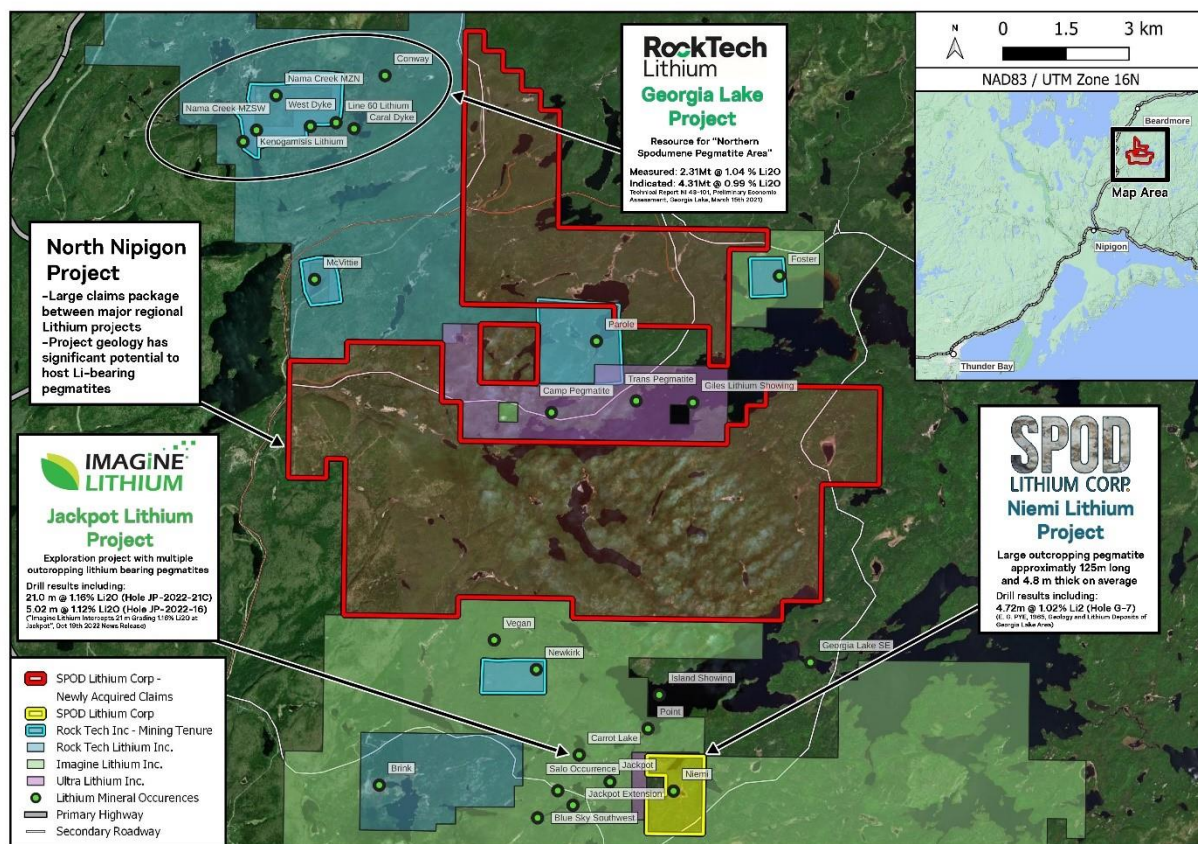 N
0 1.5 3 km
NAD83 / UTM Zone 16N
Beardmore
Map Area
Nipigon
Thunder Bay
RockTech
Lithium
Georgia Lake
Project
Resource for "Northern
Spodumene Pegmatite Area"
Measured: 2.31Mt @ 1.04 % Li2O
Indicated: 4.31Mt @ 0.99 % Li2O
Technical Report NI 43-101, Preliminary Economic
Assessment, Georgia Lake, March 15th 2021)
Conway
Nama Creek MZN
Nama Creek MZSW
West Dyke
Line 60 Lithium
Caral Dyke
Kenogamisis Lithium
McVittie
Foster
Parole
Camp Pegmatite
Trans Pegmatite
Giles Lithium Showing
North Nipigon
Project
-Large claims package
between major regional
Lithium projects
-Project geology has
significant potential to
host Li-bearing
pegmatites
IMAGiNE
LITHIUM
Jackpot Lithium
Project
Exploration project with multiple
outcropping lithium bearing pegmatites
Drill results including:
21.0 m @ 1.16% Li2O (Hole JP-2022-21C)
5.02 m @ 1.12% Li2O (Hole JP-2022-16)
("Imagine Lithium Intercepts 21 m Grading 1.16% Li2O at
Jackpot", Oct 19th 2022 News Release)
SPOD
LITHIUM CORP.
Niemi Lithium
Project
Large outcropping pegmatite
approximatly 125m long
and 4.8 m thick on average
Drill results including:
4.72m @ 1.02% Li2 (Hole G-7)
(E. G. PYE, 1965, Geology and Lithium Deposits of
Georgia Lake Area)
Vegan
Newkirk
Georgia Lake SE
Island Showing
Point
Carrot Lake
Salo Occurrence
Jackpot
Niemi
Brink
Jackpot Extension
Blue Sky Southwest
SPOD Lithium Corp -
Newly Acquired Claims
SPOD Lithium Corp
Rock Tech Inc - Mining Tenure
Rock Tech Lithium Inc.
Imagine Lithium Inc.
Ultra Lithium Inc.
Lithium Mineral Occurences
Primary Highway
Secondary Roadway